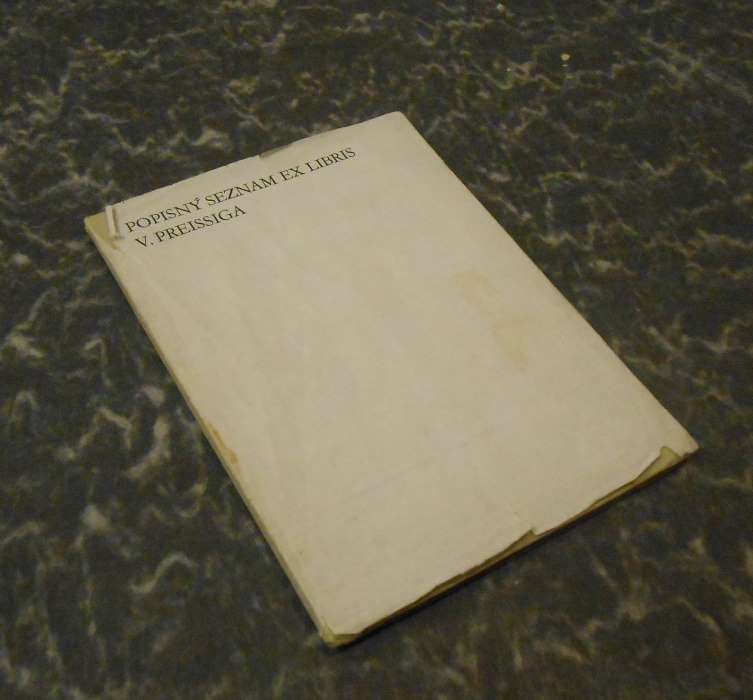 POPISNÝ SEZNAM EX LIBRIS
V. PREISSIGA